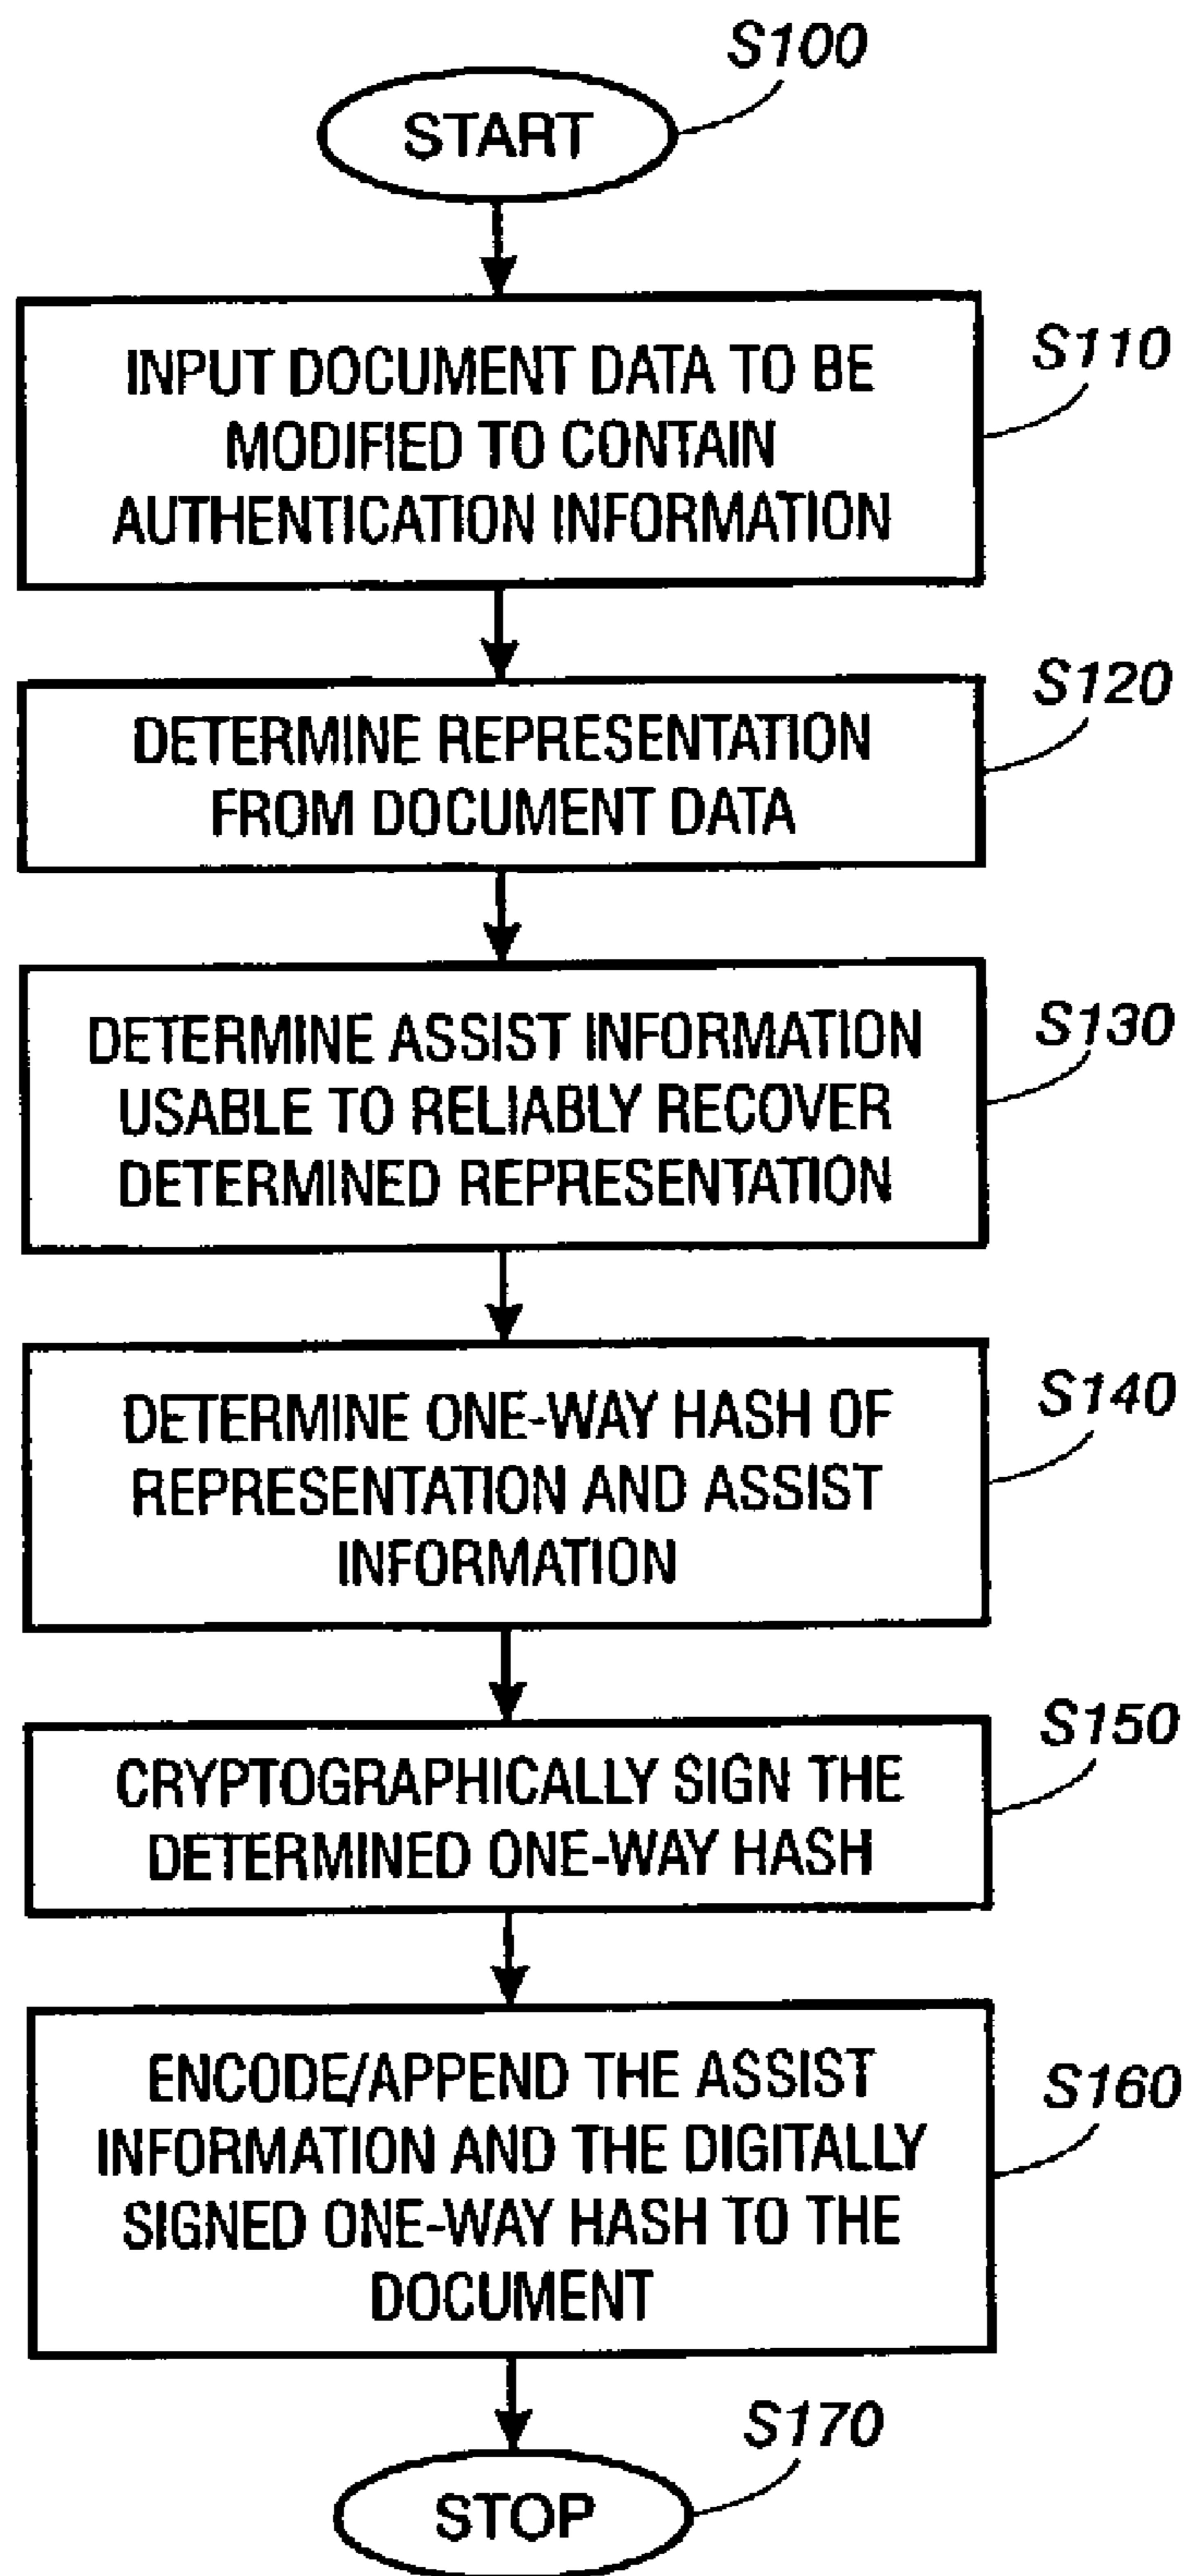 S100
START
S110
INPUT DOCUMENT DATA TO BE
MODIFIED TO CONTAIN
AUTHENTICATION INFORMATION
S120
DETERMINE REPRESENTATION
FROM DOCUMENT DATA
S130
DETERMINE ASSIST INFORMATION
USABLE TO RELIABLY RECOVER
DETERMINED REPRESENTATION
S140
DETERMINE ONE-WAY HASH OF
REPRESENTATION AND ASSIST
INFORMATION
S150
CRYPTOGRAPHICALLY SIGN THE
DETERMINED ONE-WAY HASH
S160
ENCODE/APPEND THE ASSIST
INFORMATION AND THE DIGITALLY
SIGNED ONE-WAY HASH TO THE
DOCUMENT
S170
STOP